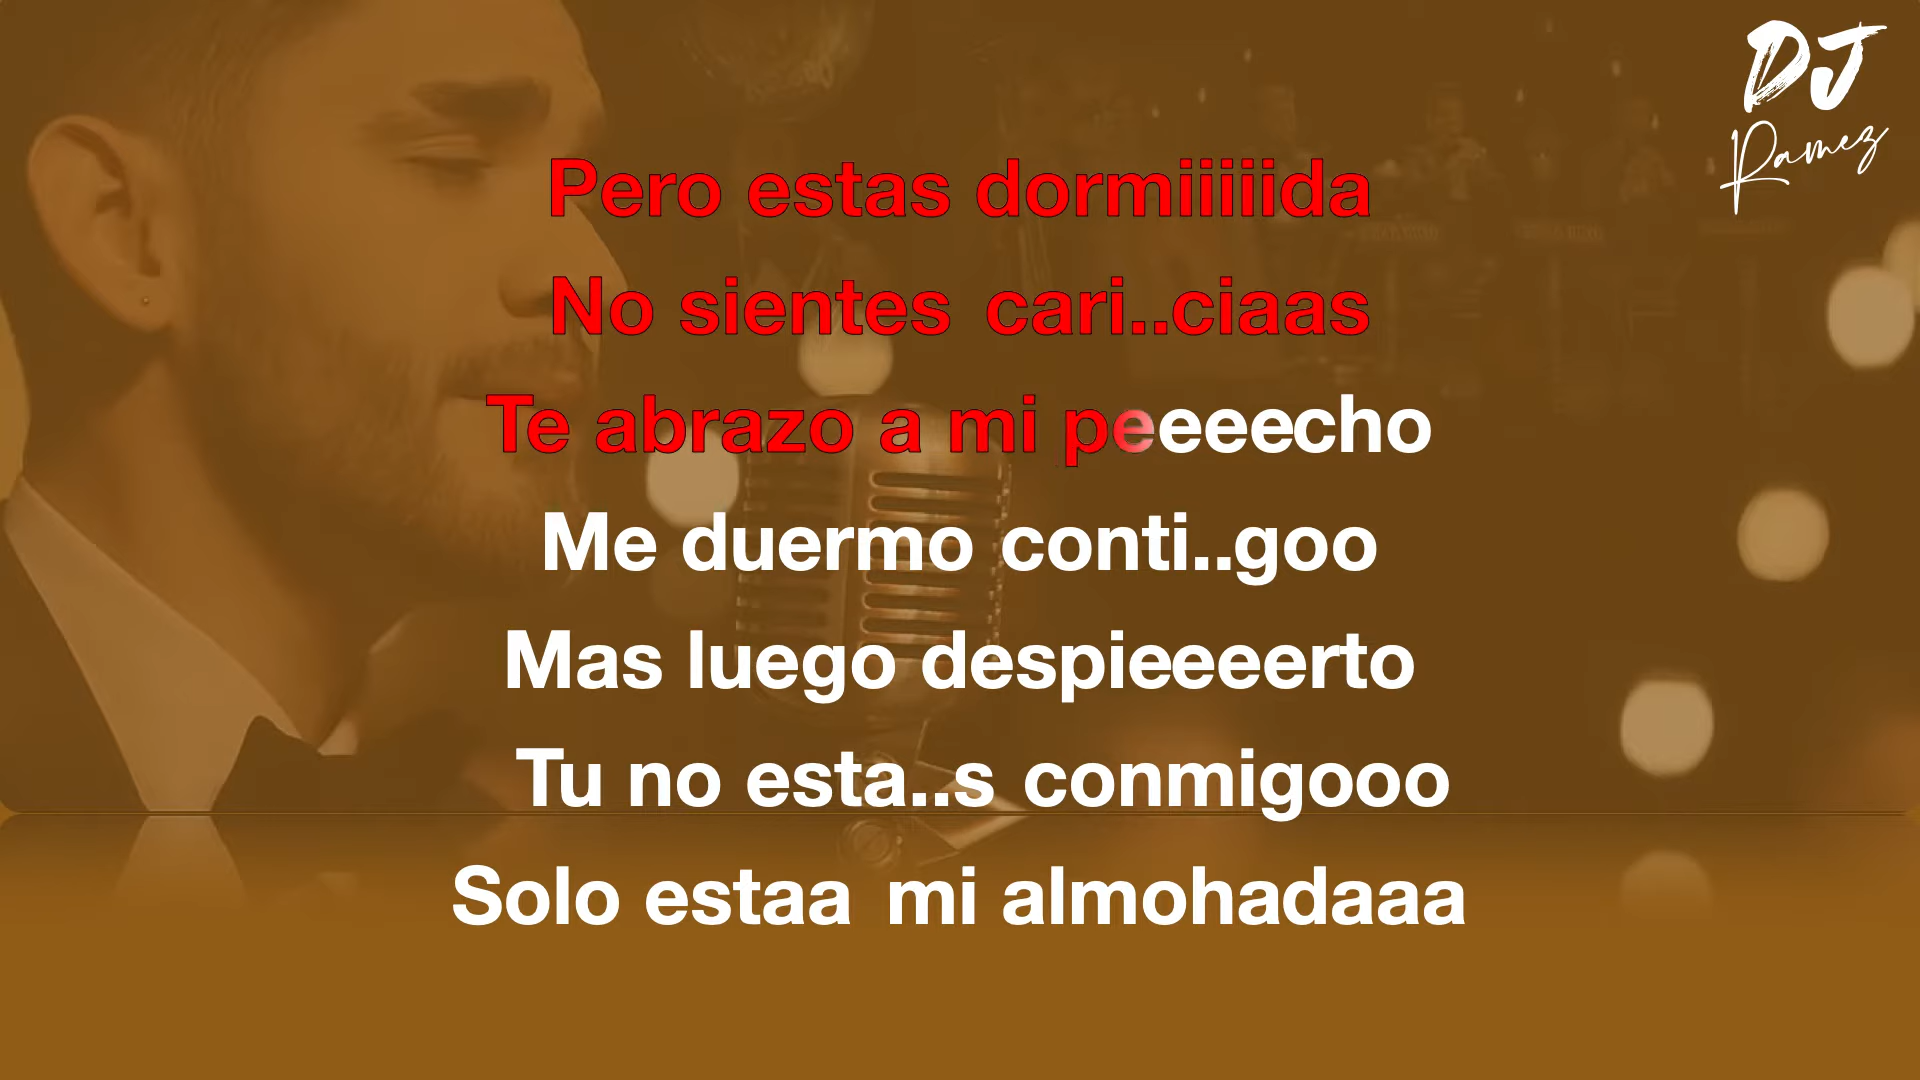 DJ
Ramez
Pero estas dormiiiiida
No sientes cari..ciaas
Te abrazo a mi peeeecho
Me duermo conti..goo
Mas luego despieeeerto
Tu no esta..s conmigooo
Solo estaa mi almohadaaa